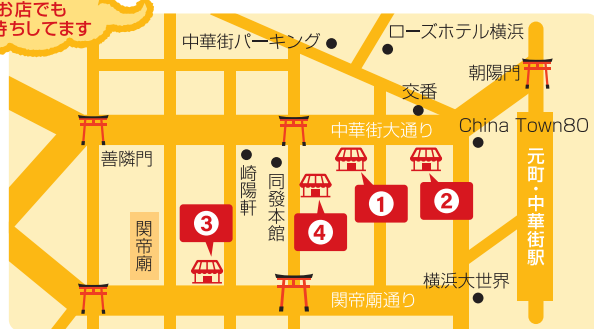 お店でも
待ちしてます
中華街パーキング
ローズホテル横浜
朝陽門
交番
中華街大通り
China Town80
善隣門
元町・中華街駅
崎陽軒
同發本館
1
2
3
4
関帝廟
横浜大世界
関帝廟通り